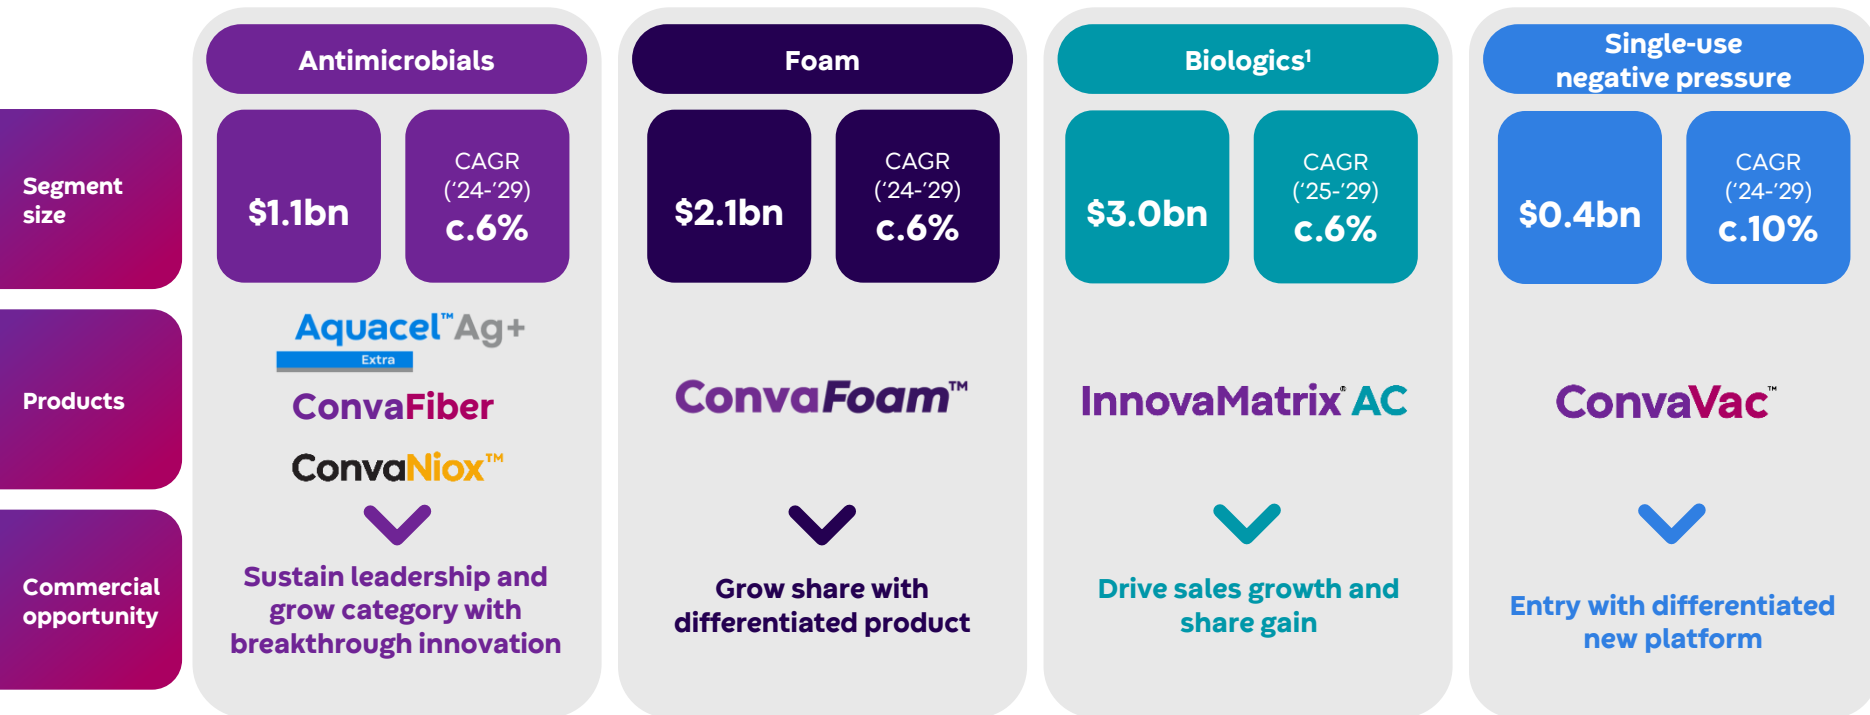 Antimicrobials
Foam
Biologics¹
Single-use
negative pressure
Segment
size
$1.1bn
CAGR
(‘24-’29)
c.6%
$2.1bn
CAGR
(‘24-’29)
c.6%
$3.0bn
CAGR
(‘25-’29)
c.6%
$0.4bn
CAGR
(‘24-’29)
c.10%
Products
Aquacel™ Ag+
Extra
ConvaFiber
ConvaNiox™
ConvaFoam™
InnovaMatrix® AC
ConvaVac™
Commercial
opportunity
Sustain leadership and
grow category with
breakthrough innovation
Grow share with
differentiated product
Drive sales growth and
share gain
Entry with differentiated
new platform